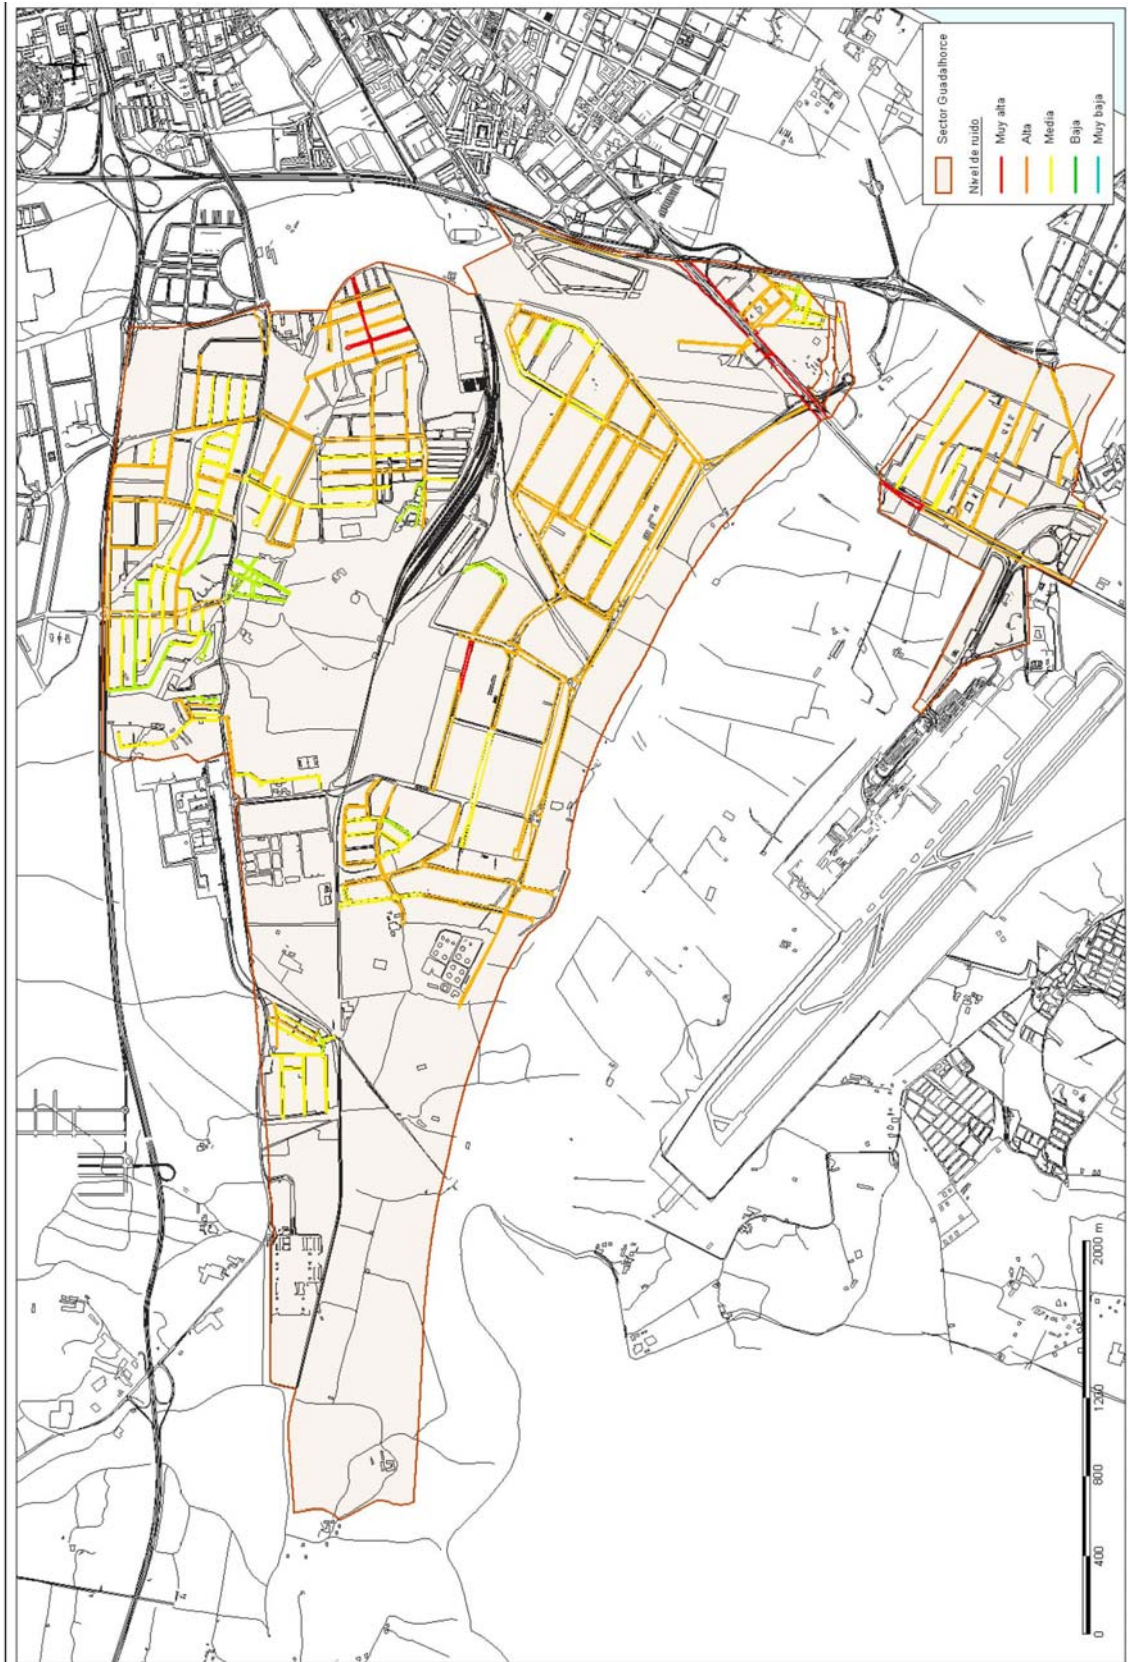 Sector Guadalhorce
Nivel de ruido
Muy alta
Alta
Media
Baja
Muy baja
0 400 800 1200 2000 m